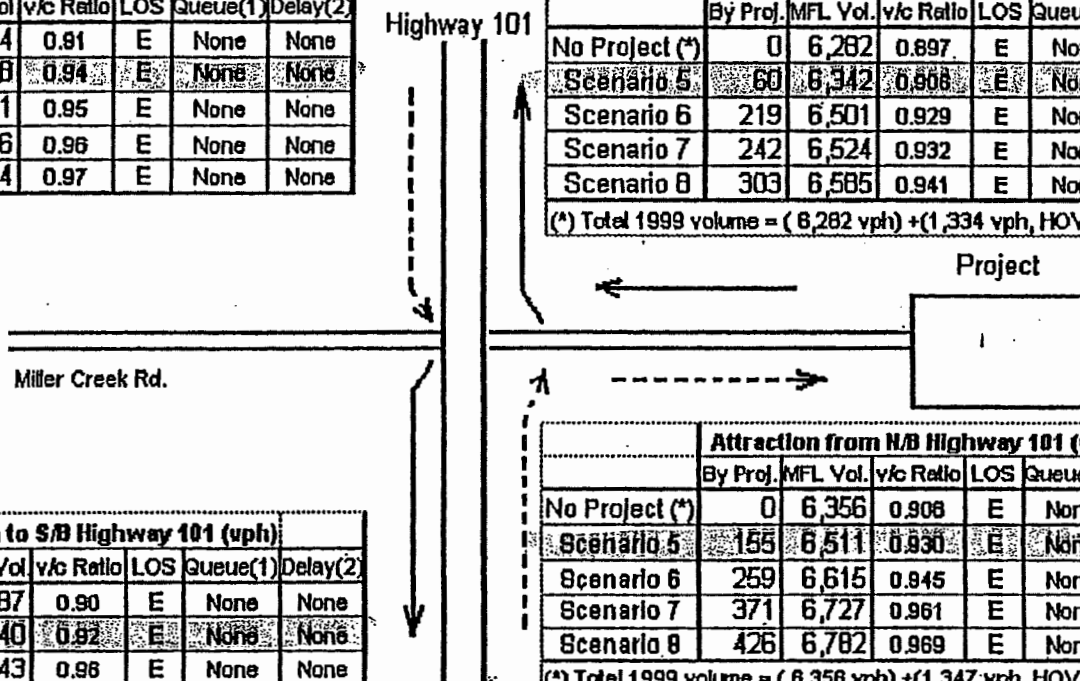 v/c Ratio LOS Queue(1) Delay(2)
4 0.91 E None None
8 0.94 E None None
1 0.95 E None None
6 0.96 E None None
4 0.97 E None None
Highway 101
By Proj. MFL Vol. v/c Ratio LOS
No Project (*) 0 6,282 0.897 E
Scenario 5 60 6,342 0.906 E
Scenario 6 219 6,501 0.929 E
Scenario 7 242 6,524 0.932 E
Scenario 8 303 6,585 0.941 E
(*) Total 1999 volume = ( 6,282 vph) +(1,334 vph, HOV
Project
Miller Creek Rd.
Attraction from N/B Highway 101 (
By Proj. MFL Vol. v/c Ratio LOS
No Project (*) 0 6,356 0.908 E
Scenario 5 155 6,511 0.930 E
Scenario 6 259 6,615 0.945 E
Scenario 7 371 6,727 0.961 E
Scenario 8 426 6,782 0.969 E
(*) Total 1999 volume = ( 6,356 vph) +(1,347 vph, HOV
to S/B Highway 101 (vph)
Vol v/c Ratio LOS Queue(1) Delay(2)
87 0.90 E None None
40 0.92 E None None
43 0.96 E None None